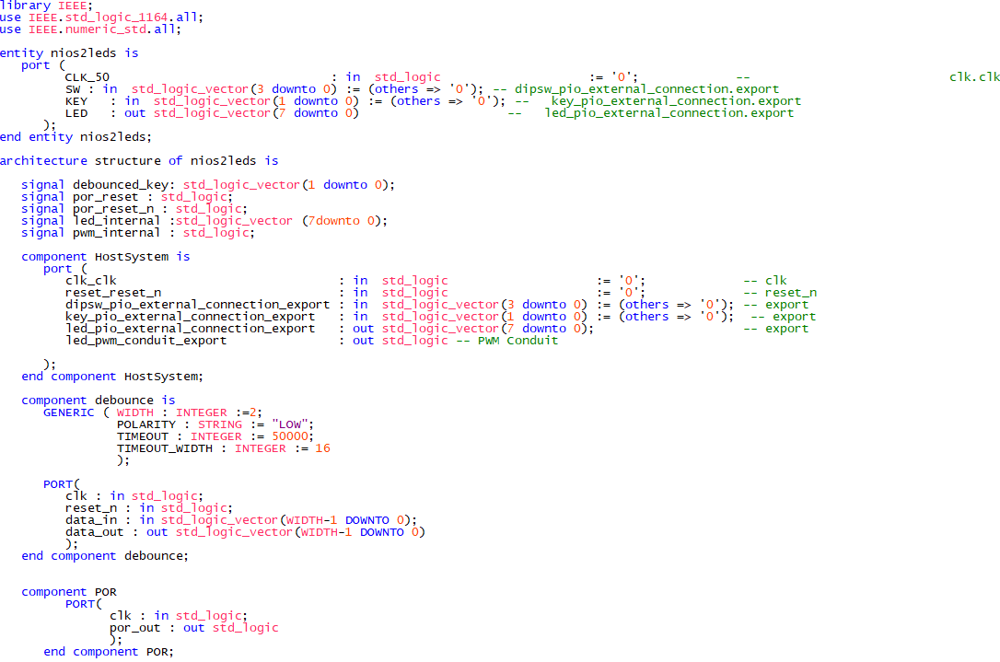 library IEEE;
use IEEE.std_logic_1164.all;
use IEEE.numeric_std.all;

entity nios2leds is
   port (
         CLK_50                              : in  std_logic                    := '0';             --                           clk.clk
         SW : in  std_logic_vector(3 downto 0) := (others => '0'); -- dipsw_pio_external_connection.export
         KEY   : in  std_logic_vector(1 downto 0) := (others => '0'); --   key_pio_external_connection.export
         LED   : out std_logic_vector(7 downto 0)                    --   led_pio_external_connection.export
      );
end entity nios2leds;

architecture structure of nios2leds is

   signal debounced_key: std_logic_vector(1 downto 0);
   signal por_reset : std_logic;
   signal por_reset_n : std_logic;
   signal led_internal :std_logic_vector (7downto 0);
   signal pwm_internal : std_logic;

   component HostSystem is
      port (
         clk_clk                              : in  std_logic                    := '0';             -- clk
         reset_reset_n                        : in  std_logic                    := '0';             -- reset_n
         dipsw_pio_external_connection_export : in  std_logic_vector(3 downto 0) := (others => '0'); -- export
         key_pio_external_connection_export   : in  std_logic_vector(1 downto 0) := (others => '0');  -- export
         led_pio_external_connection_export   : out std_logic_vector(7 downto 0);                    -- export
         led_pwm_conduit_export               : out std_logic -- PWM Conduit

      );
   end component HostSystem;

   component debounce is
      GENERIC ( WIDTH : INTEGER :=2;
                POLARITY : STRING := "LOW";
                TIMEOUT : INTEGER := 50000;
                TIMEOUT_WIDTH : INTEGER := 16
                );

      PORT(
         clk : in std_logic;
         reset_n : in std_logic;
         data_in : in std_logic_vector(WIDTH-1 DOWNTO 0);
         data_out : out std_logic_vector(WIDTH-1 DOWNTO 0)
         );
   end component debounce;


   component POR
         PORT(
               clk : in std_logic;
               por_out : out std_logic
               );
      end component POR;